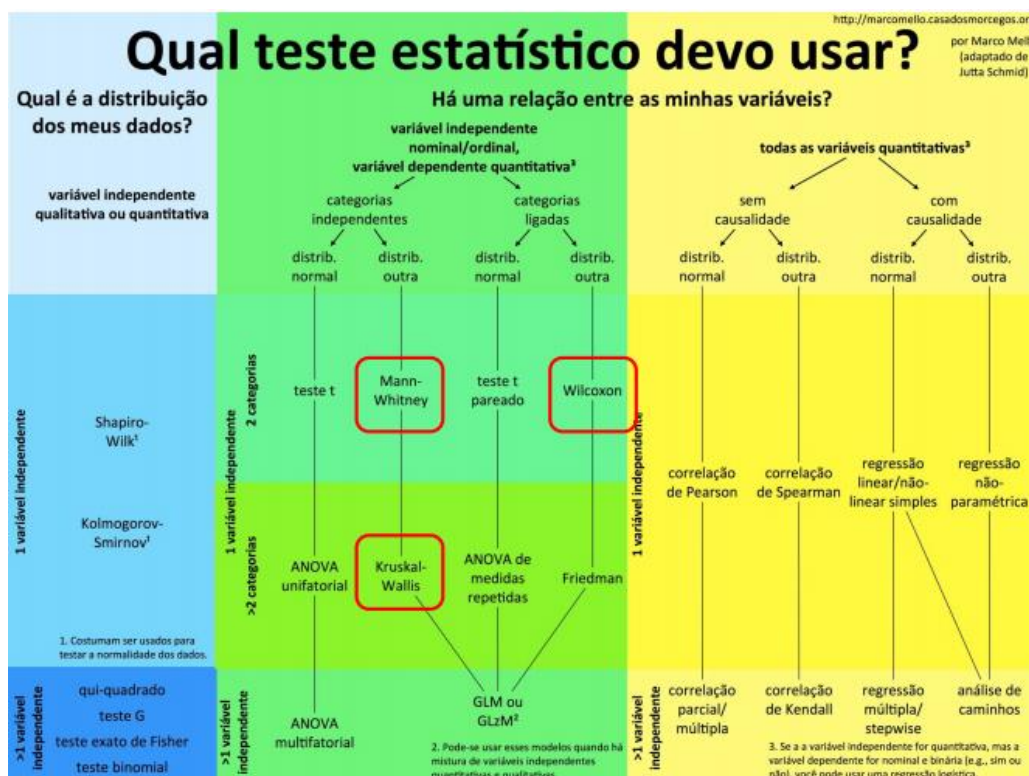 http://marcomello.casadosmorcegos.or
Qual teste estatístico devo usar?
por Marco Mell
(adaptado de
Jutta Schmid)
Qual é a distribuição
dos meus dados?
variável independente
qualitativa ou quantitativa
Há uma relação entre as minhas variáveis?
variável independente
nominal/ordinal,
variável dependente quantitativa³
todas as variáveis quantitativas³
categorias
independentes
categorias
ligadas
sem
causalidade
com
causalidade
distrib.
normal
distrib.
outra
distrib.
normal
distrib.
outra
distrib.
normal
distrib.
outra
distrib.
normal
distrib.
outra
1 variável independente
Shapiro-
Wilk¹
Kolmogorov-
Smirnov¹
1. Costumam ser usados para
testar a normalidade dos dados.
1 variável independente
2 categorias
teste t
Mann-
Whitney
teste t
pareado
Wilcoxon
>2 categorias
ANOVA
unifatorial
Kruskal-
Wallis
ANOVA de
medidas
repetidas
Friedman
1 variável independente
correlação
de Pearson
correlação
de Spearman
regressão
linear/não-
linear simples
regressão
não-
paramétrica
>1 variável
independente
qui-quadrado
teste G
teste exato de Fisher
teste binomial
>1 variável
independente
ANOVA
multifatorial
GLM ou
GLzM²
2. Pode-se usar esses modelos quando há
mistura de variáveis independentes
quantitativas e qualitativas
>1 variável
independente
correlação
parcial/
múltipla
correlação
de Kendall
regressão
múltipla/
stepwise
análise de
caminhos
3. Se a a variável independente for quantitativa, mas a
variável dependente for nominal e binária (e.g., sim ou
não), você pode usar uma regressão logística.